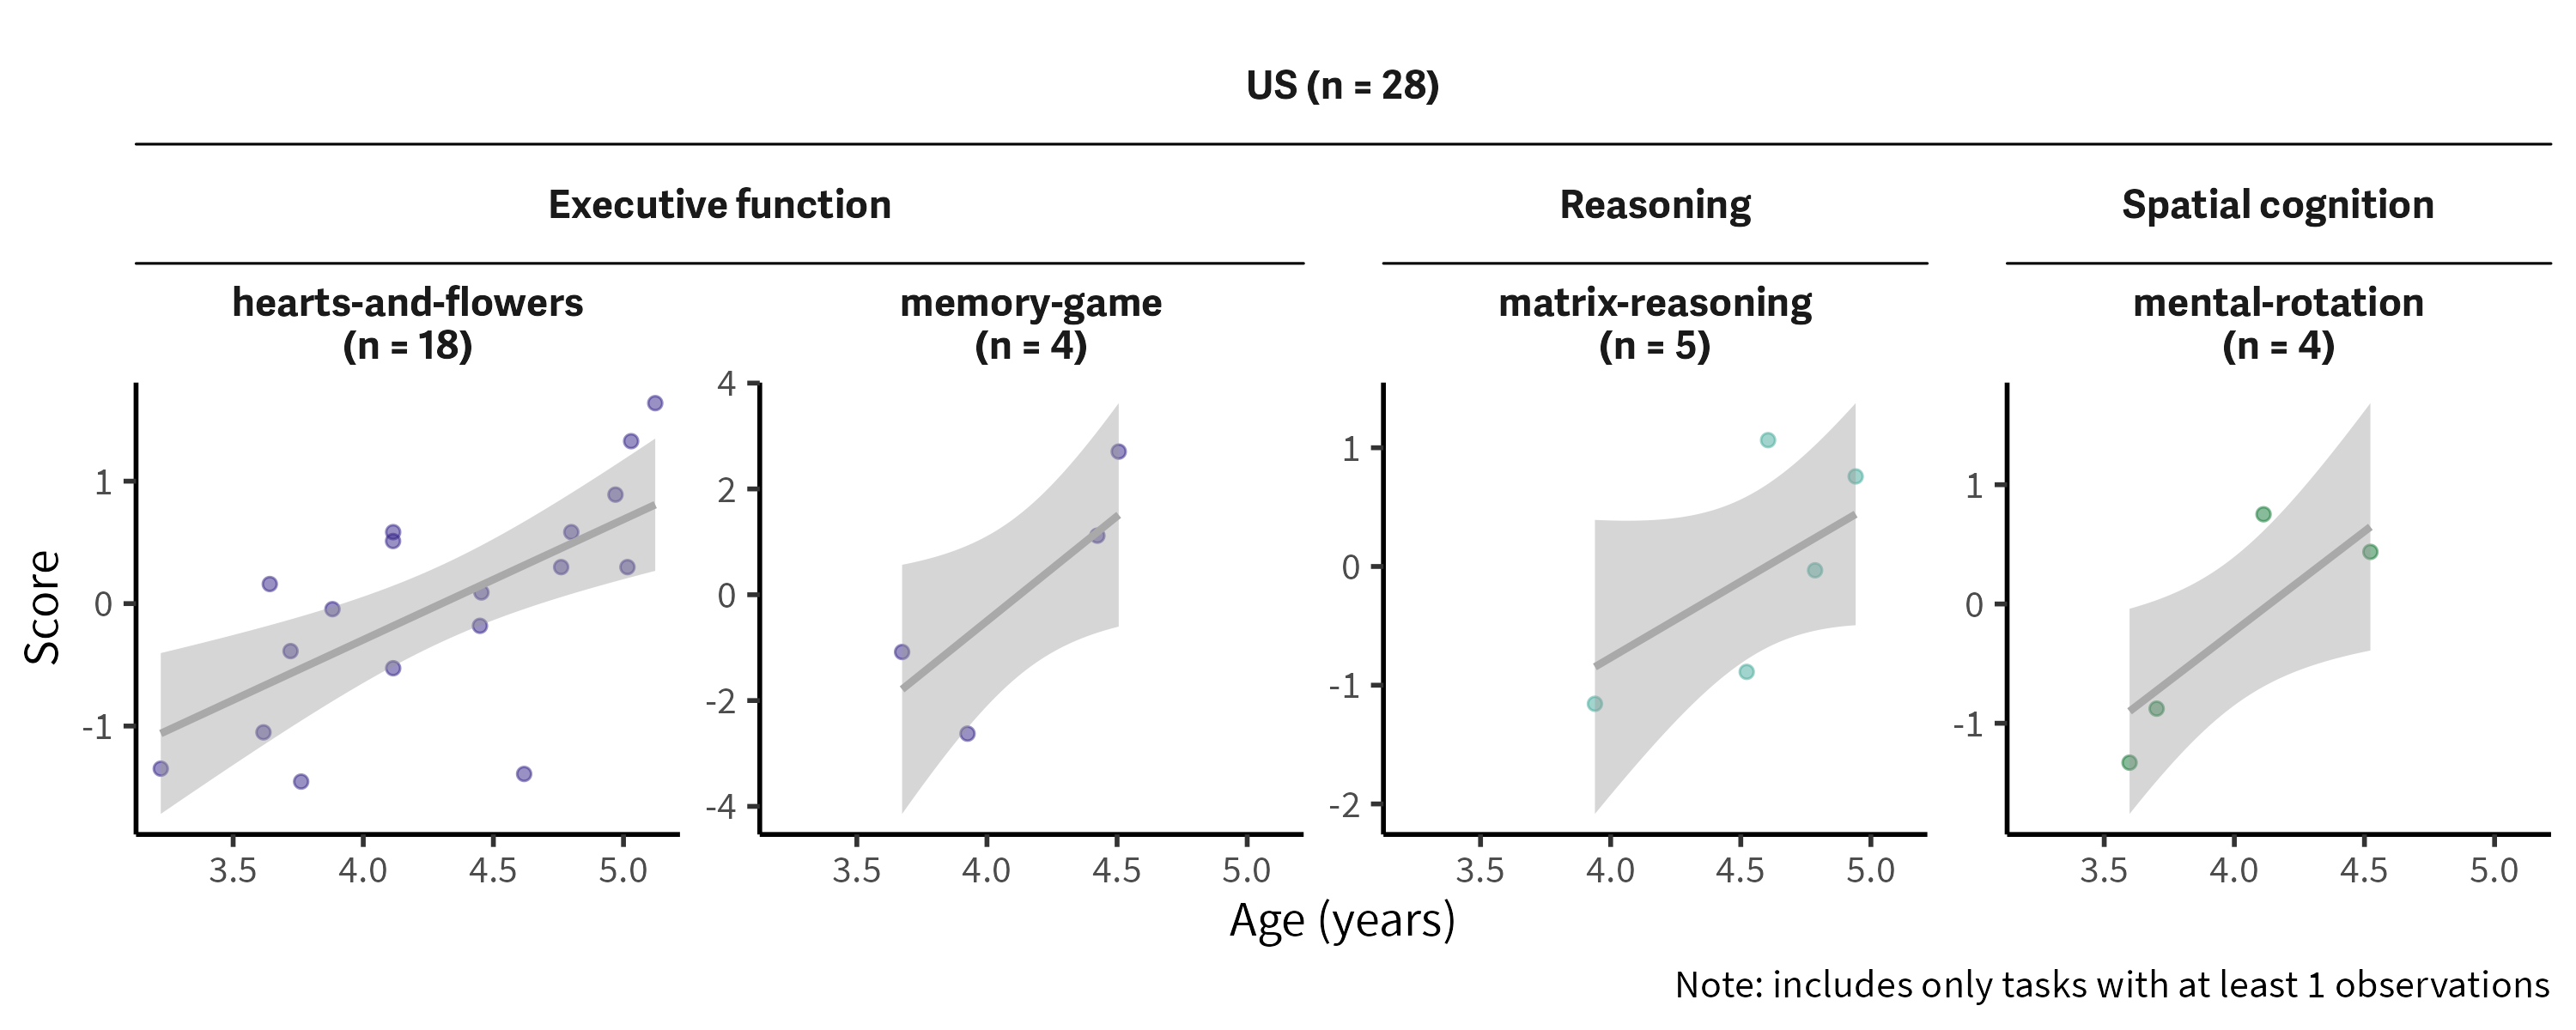 US (n = 28)
Executive function
Reasoning
Spatial cognition
hearts-and-flowers
(n = 18)
memory-game
(n = 4)
matrix-reasoning
(n = 5)
mental-rotation
(n = 4)
Score
1
0
-1
3.5 4.0 4.5 5.0
4
2
0
-2
-4
3.5 4.0 4.5 5.0
1
0
-1
-2
3.5 4.0 4.5 5.0
1
0
-1
3.5 4.0 4.5 5.0
Age (years)
Note: includes only tasks with at least 1 observations